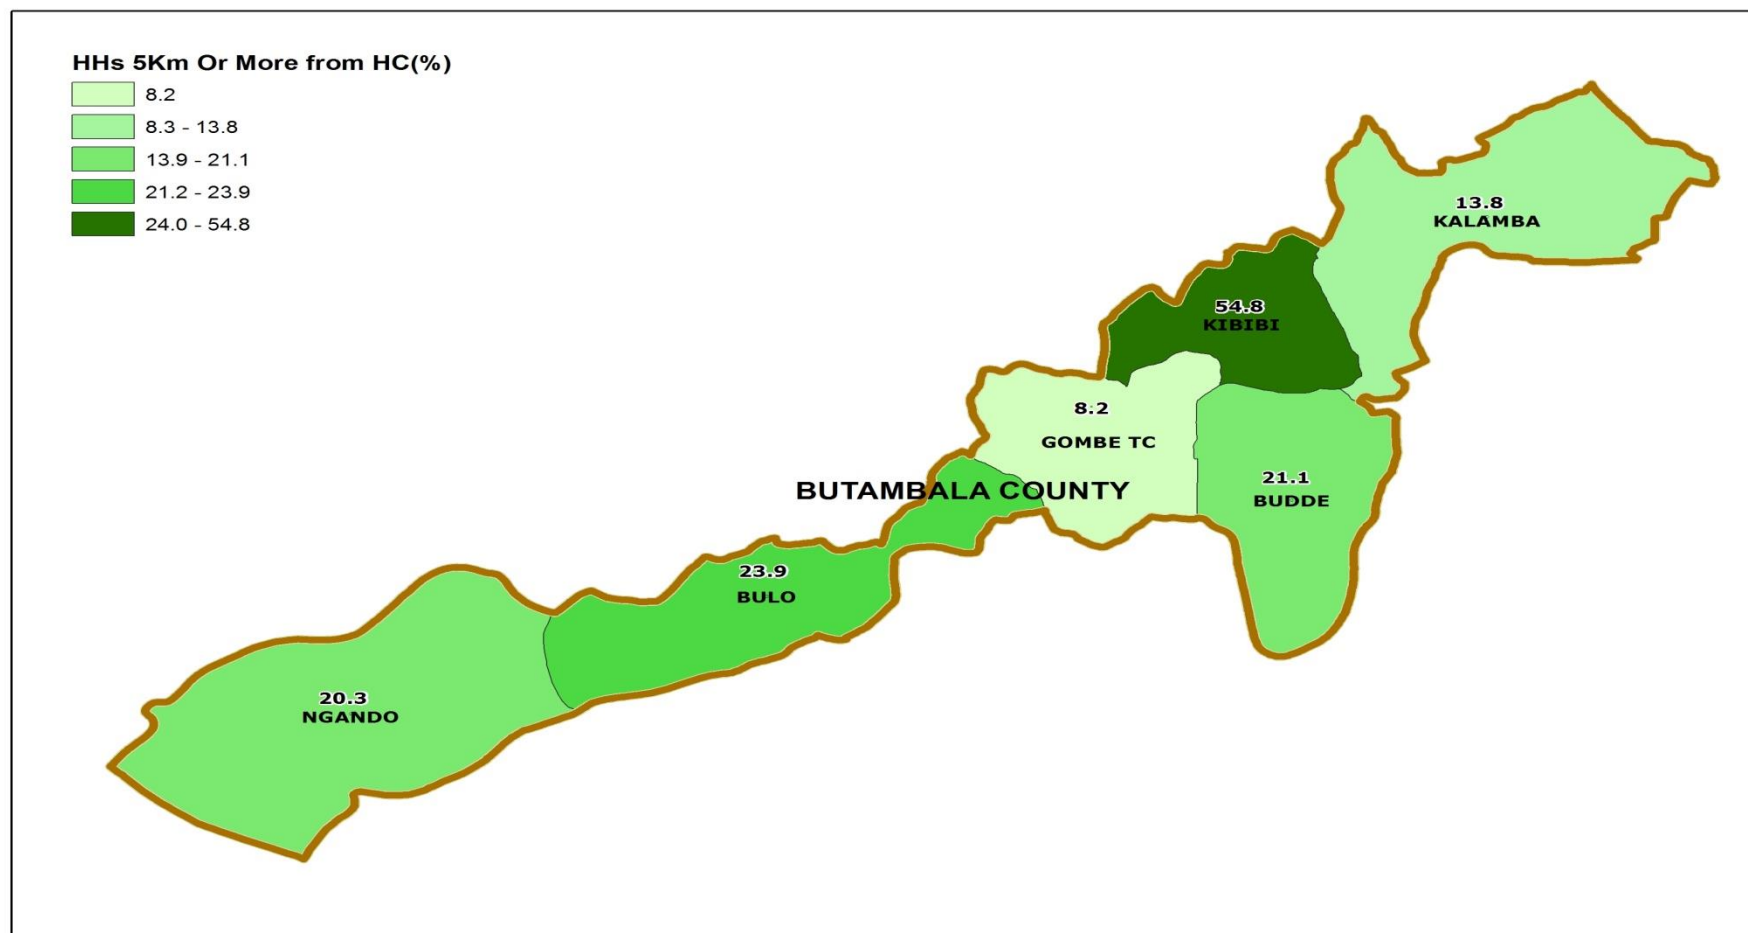 HHs 5Km Or More from HC(%)
8.2
8.3 - 13.8
13.9 - 21.1
21.2 - 23.9
24.0 - 54.8
13.8
KALAMBA
54.8
KIBIBI
8.2
GOMBE TC
21.1
BUDDE
BUTAMBALA COUNTY
23.9
BULO
20.3
NGANDO